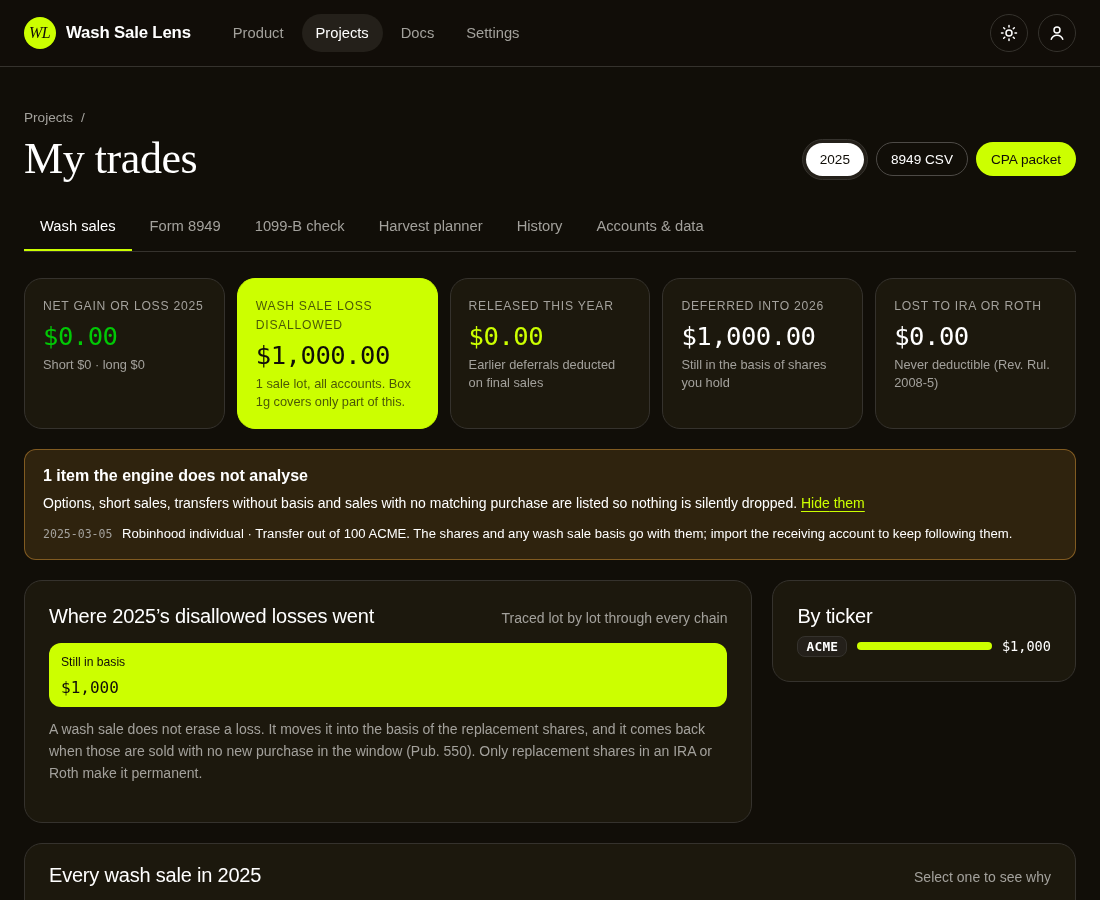 WL Wash Sale Lens Product Projects Docs Settings
Projects /
My trades
2025 8949 CSV CPA packet
Wash sales Form 8949 1099-B check Harvest planner History Accounts & data
NET GAIN OR LOSS 2025
$0.00
Short $0 · long $0
WASH SALE LOSS
DISALLOWED
$1,000.00
1 sale lot, all accounts. Box
1g covers only part of this.
RELEASED THIS YEAR
$0.00
Earlier deferrals deducted
on final sales
DEFERRED INTO 2026
$1,000.00
Still in the basis of shares
you hold
LOST TO IRA OR ROTH
$0.00
Never deductible (Rev. Rul.
2008-5)
1 item the engine does not analyse
Options, short sales, transfers without basis and sales with no matching purchase are listed so nothing is silently dropped. Hide them
2025-03-05 Robinhood individual · Transfer out of 100 ACME. The shares and any wash sale basis go with them; import the receiving account to keep following them.
Where 2025’s disallowed losses went Traced lot by lot through every chain
Still in basis
$1,000
A wash sale does not erase a loss. It moves it into the basis of the replacement shares, and it comes back
when those are sold with no new purchase in the window (Pub. 550). Only replacement shares in an IRA or
Roth make it permanent.
By ticker
ACME $1,000
Every wash sale in 2025 Select one to see why